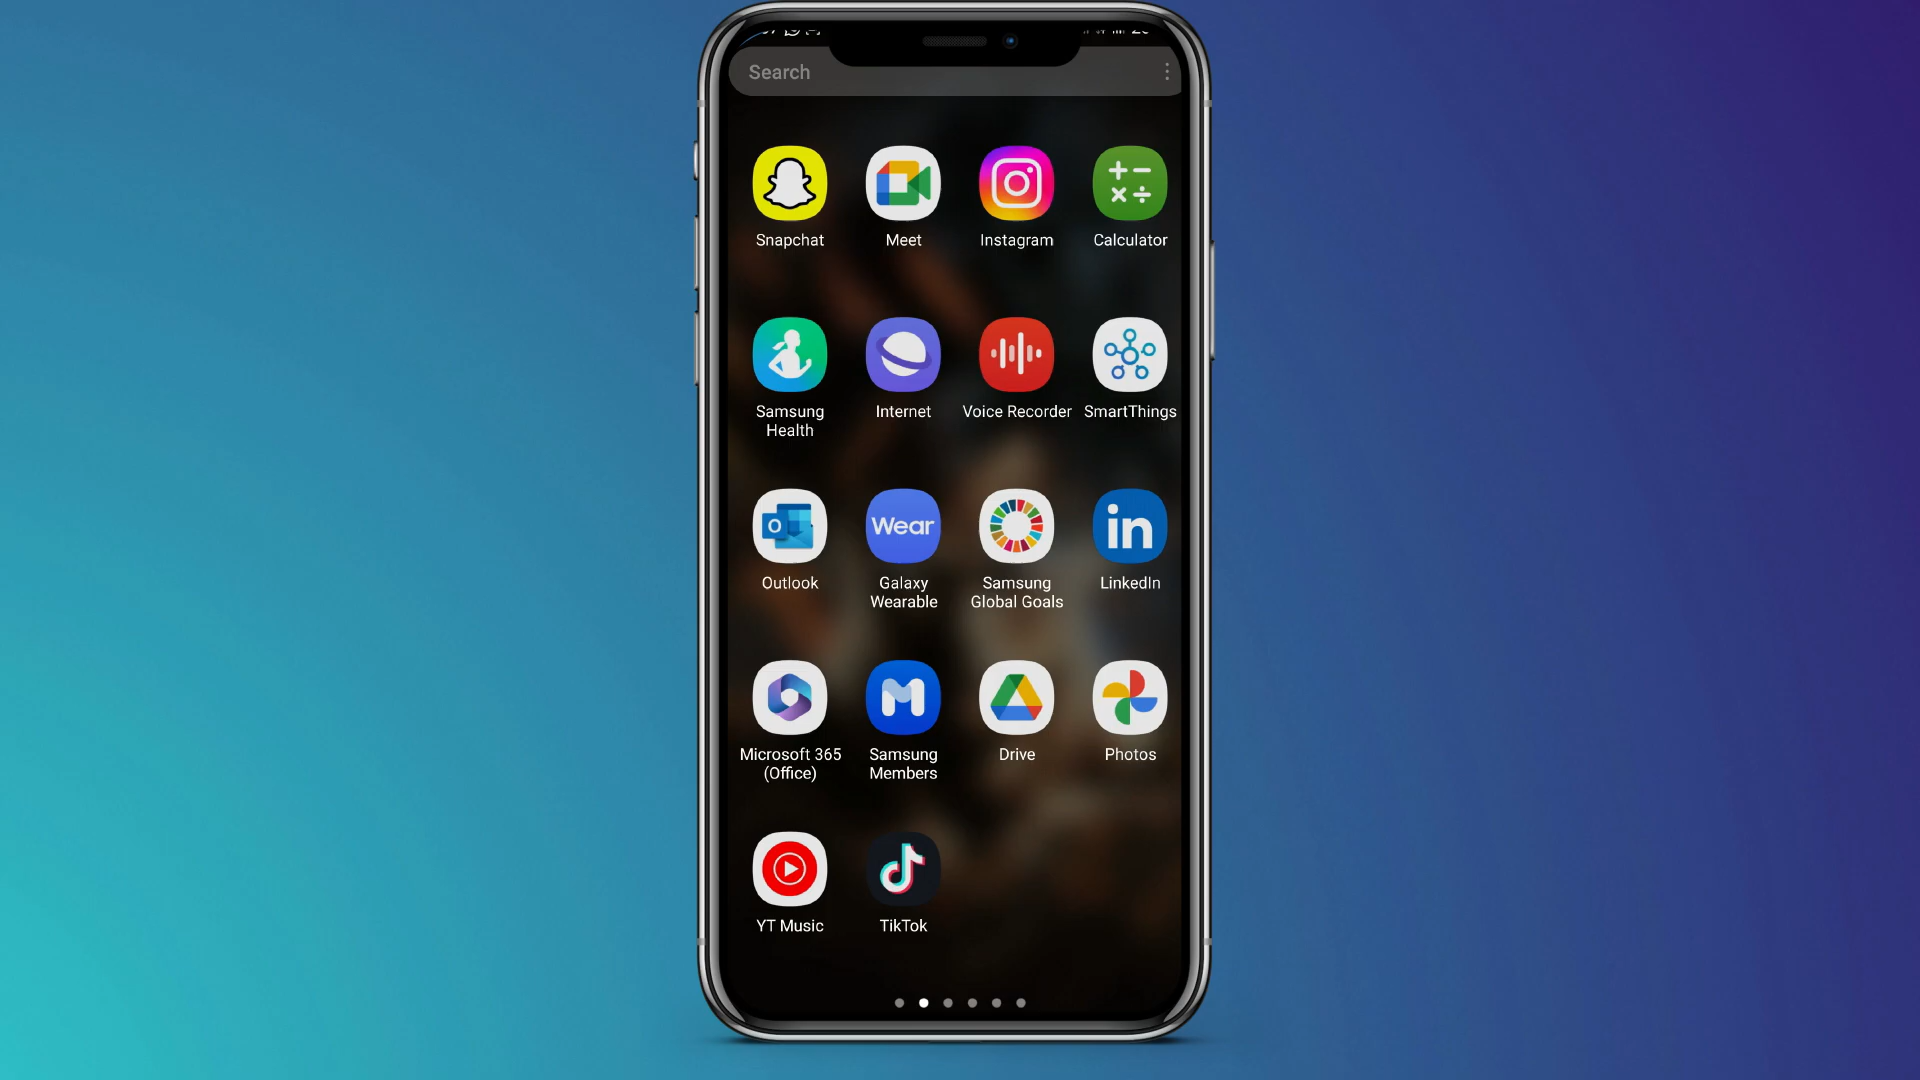 Search
Snapchat
Meet
Instagram
Calculator
Samsung
Health
Internet
Voice Recorder
SmartThings
Outlook
Wear
Galaxy
Wearable
Samsung
Global Goals
in
LinkedIn
Microsoft 365
(Office)
Samsung
Members
Drive
Photos
YT Music
TikTok